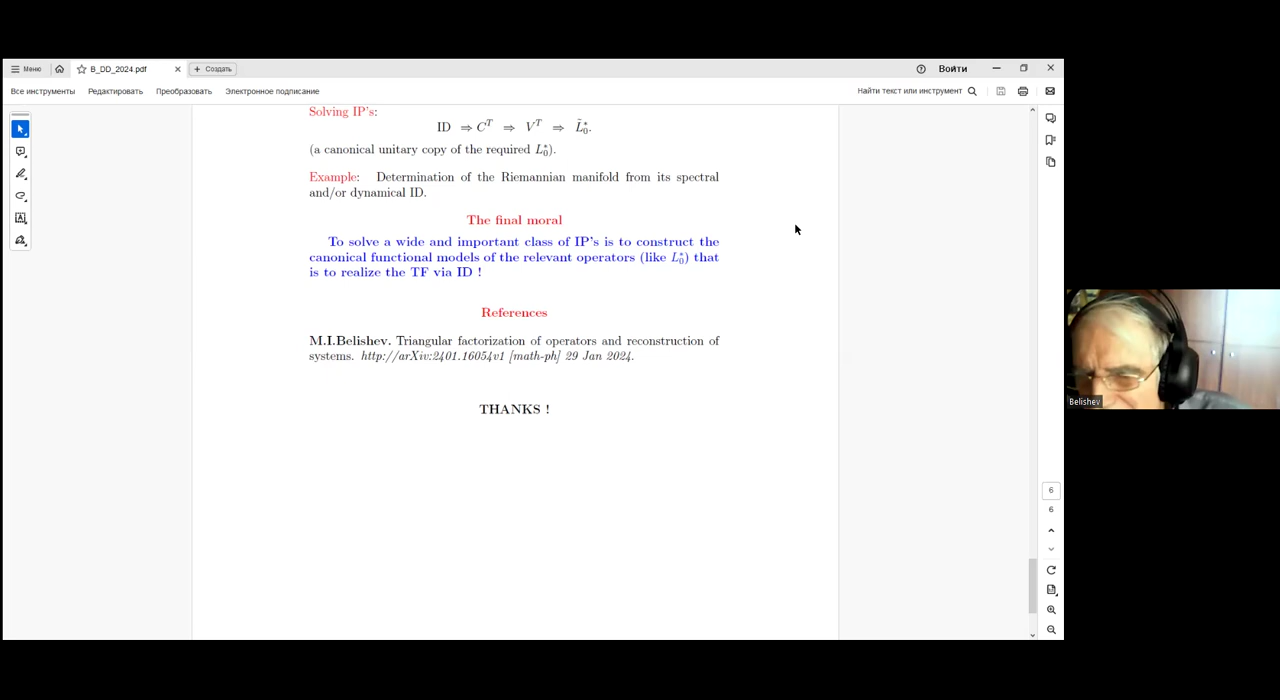 Меню
B_DD_2024.pdf
Создать
Войти
Все инструменты
Редактировать
Преобразовать
Электронное подписание
Найти текст или инструмент
Solving IP's:
ID ⇒ C^T ⇒ V^T ⇒ L̃₀*.
(a canonical unitary copy of the required L₀*).
Example: Determination of the Riemannian manifold from its spectral
and/or dynamical ID.
The final moral
To solve a wide and important class of IP's is to construct the
canonical functional models of the relevant operators (like L₀*) that
is to realize the TF via ID !
References
M.I.Belishev. Triangular factorization of operators and reconstruction of
systems. http://arXiv:2401.16054v1 [math-ph] 29 Jan 2024.
THANKS !
6
6
Belishev